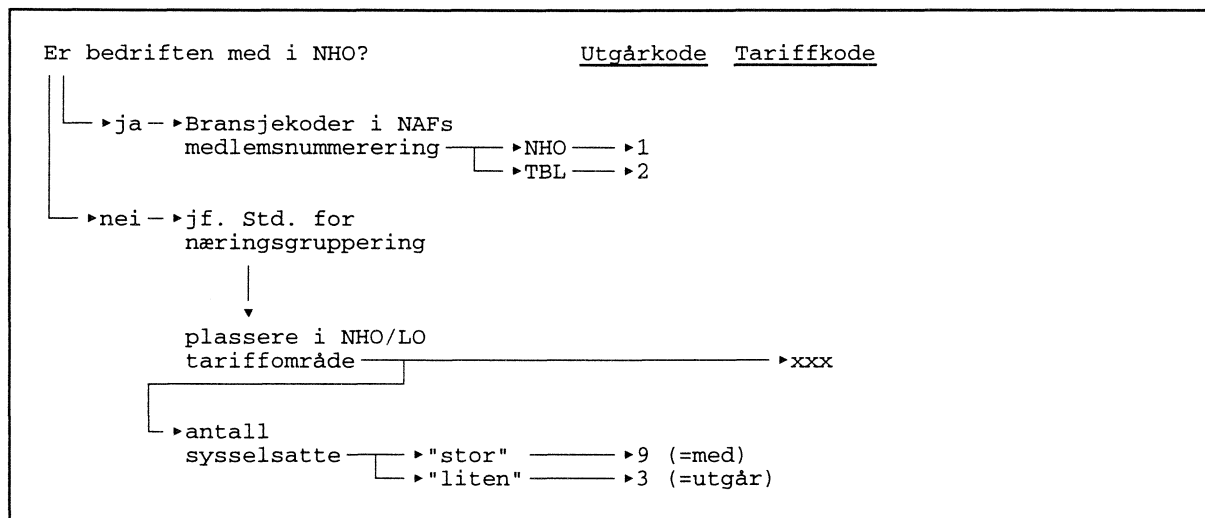 Er bedriften med i NHO? Utgårkode Tariffkode
ja Bransjekoder i NAFs
medlemsnummerering NHO 1
TBL 2
nei jf. Std. for
næringsgruppering
plassere i NHO/LO
tariffområde xxx
antall
sysselsatte "stor" 9 (=med)
"liten" 3 (=utgår)